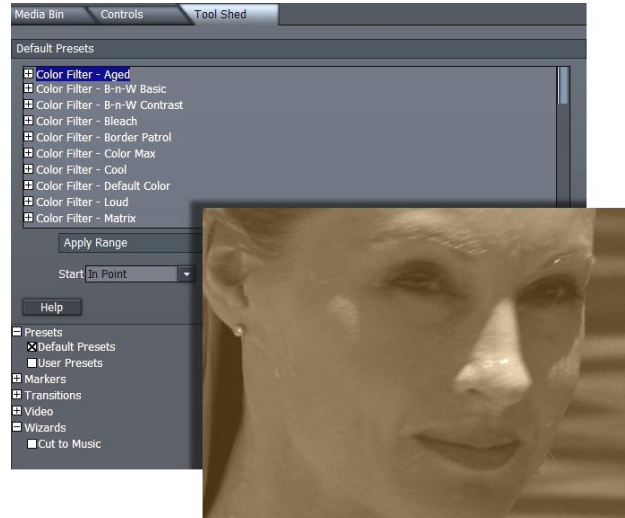 Media Bin Controls Tool Shed
Default Presets
Color Filter - Aged
Color Filter - B-n-W Basic
Color Filter - B-n-W Contrast
Color Filter - Bleach
Color Filter - Border Patrol
Color Filter - Color Max
Color Filter - Cool
Color Filter - Default Color
Color Filter - Loud
Color Filter - Matrix
Apply Range
Start In Point
Help
Presets
Default Presets
User Presets
Markers
Transitions
Video
Wizards
Cut to Music